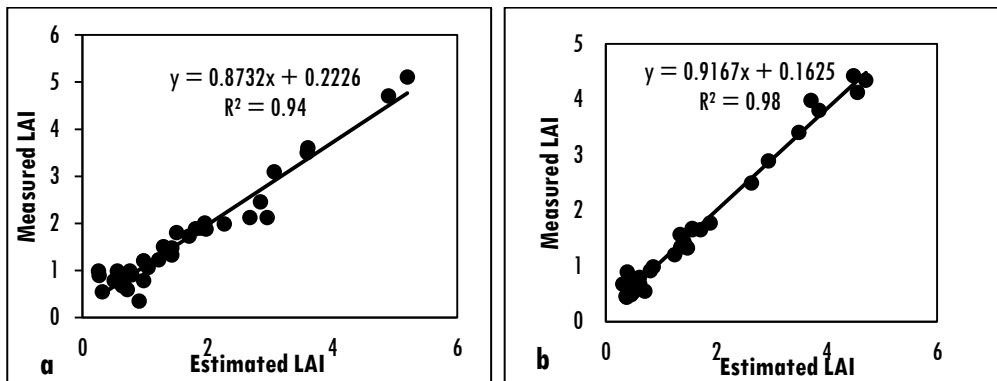 6
5
4
3
2
1
0
Measured LAI
y = 0.8732x + 0.2226
R² = 0.94
0
2
4
6
Estimated LAI
a
5
4
3
2
1
0
Measured LAI
y = 0.9167x + 0.1625
R² = 0.98
0
2
4
6
Estimated LAI
b